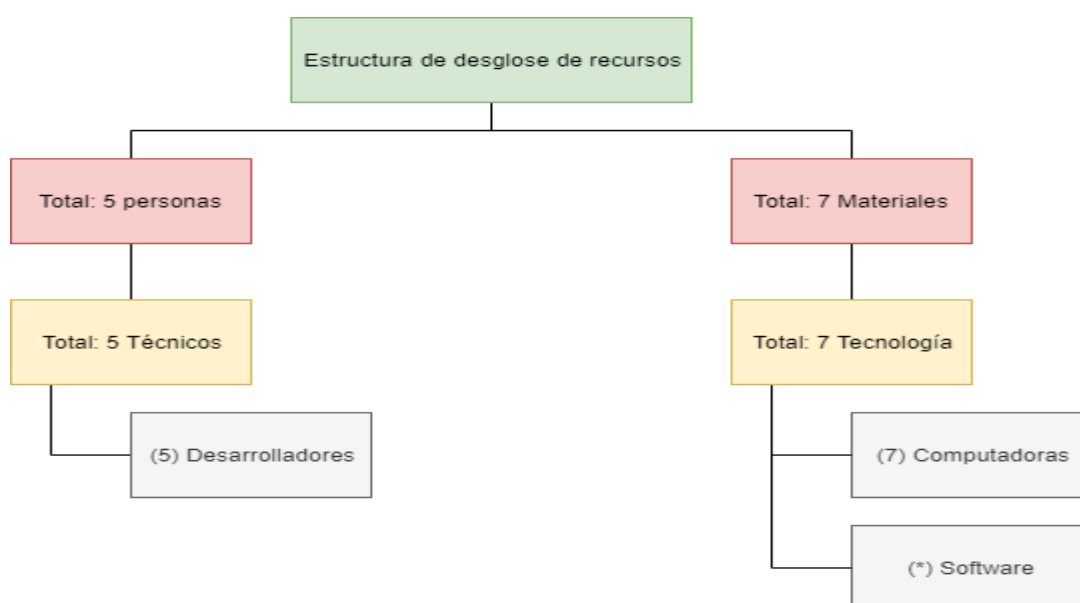 Estructura de desglose de recursos
Total: 5 personas
Total: 7 Materiales
Total: 5 Técnicos
Total: 7 Tecnología
(5) Desarrolladores
(7) Computadoras
(*) Software